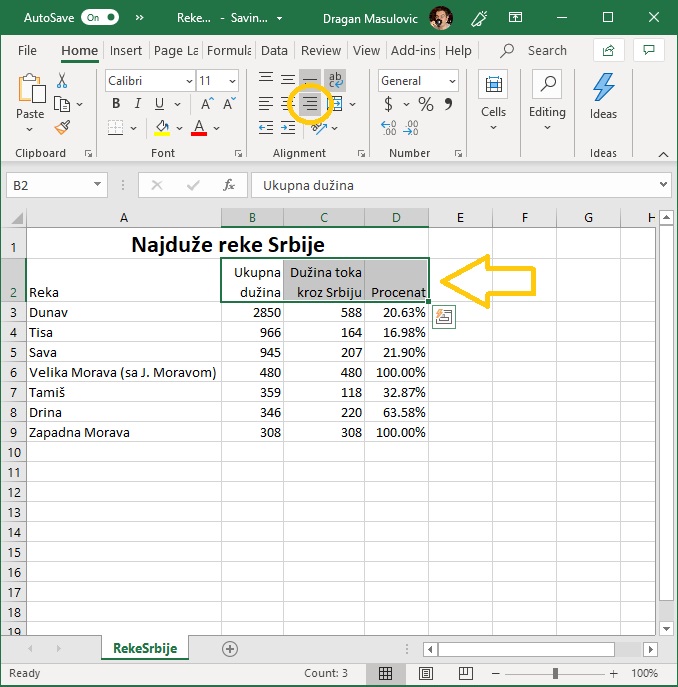 AutoSave On Reke... - Savin... Dragan Masulovic
File Home Insert Page La Formula Data Review View Add-ins Help Search
Calibri 11 General
Paste B I U A A $ % Cells Editing Ideas
Clipboard Font Alignment Number Ideas
B2 fx Ukupna dužina
A B C D E F G H
1 Najduže reke Srbije
Ukupna Dužina toka
2 Reka dužina kroz Srbiju Procenat
3 Dunav 2850 588 20.63%
4 Tisa 966 164 16.98%
5 Sava 945 207 21.90%
6 Velika Morava (sa J. Moravom) 480 480 100.00%
7 Tamiš 359 118 32.87%
8 Drina 346 220 63.58%
9 Zapadna Morava 308 308 100.00%
10
11
12
13
14
15
16
17
18
19
RekeSrbije
Ready Count: 3 100%